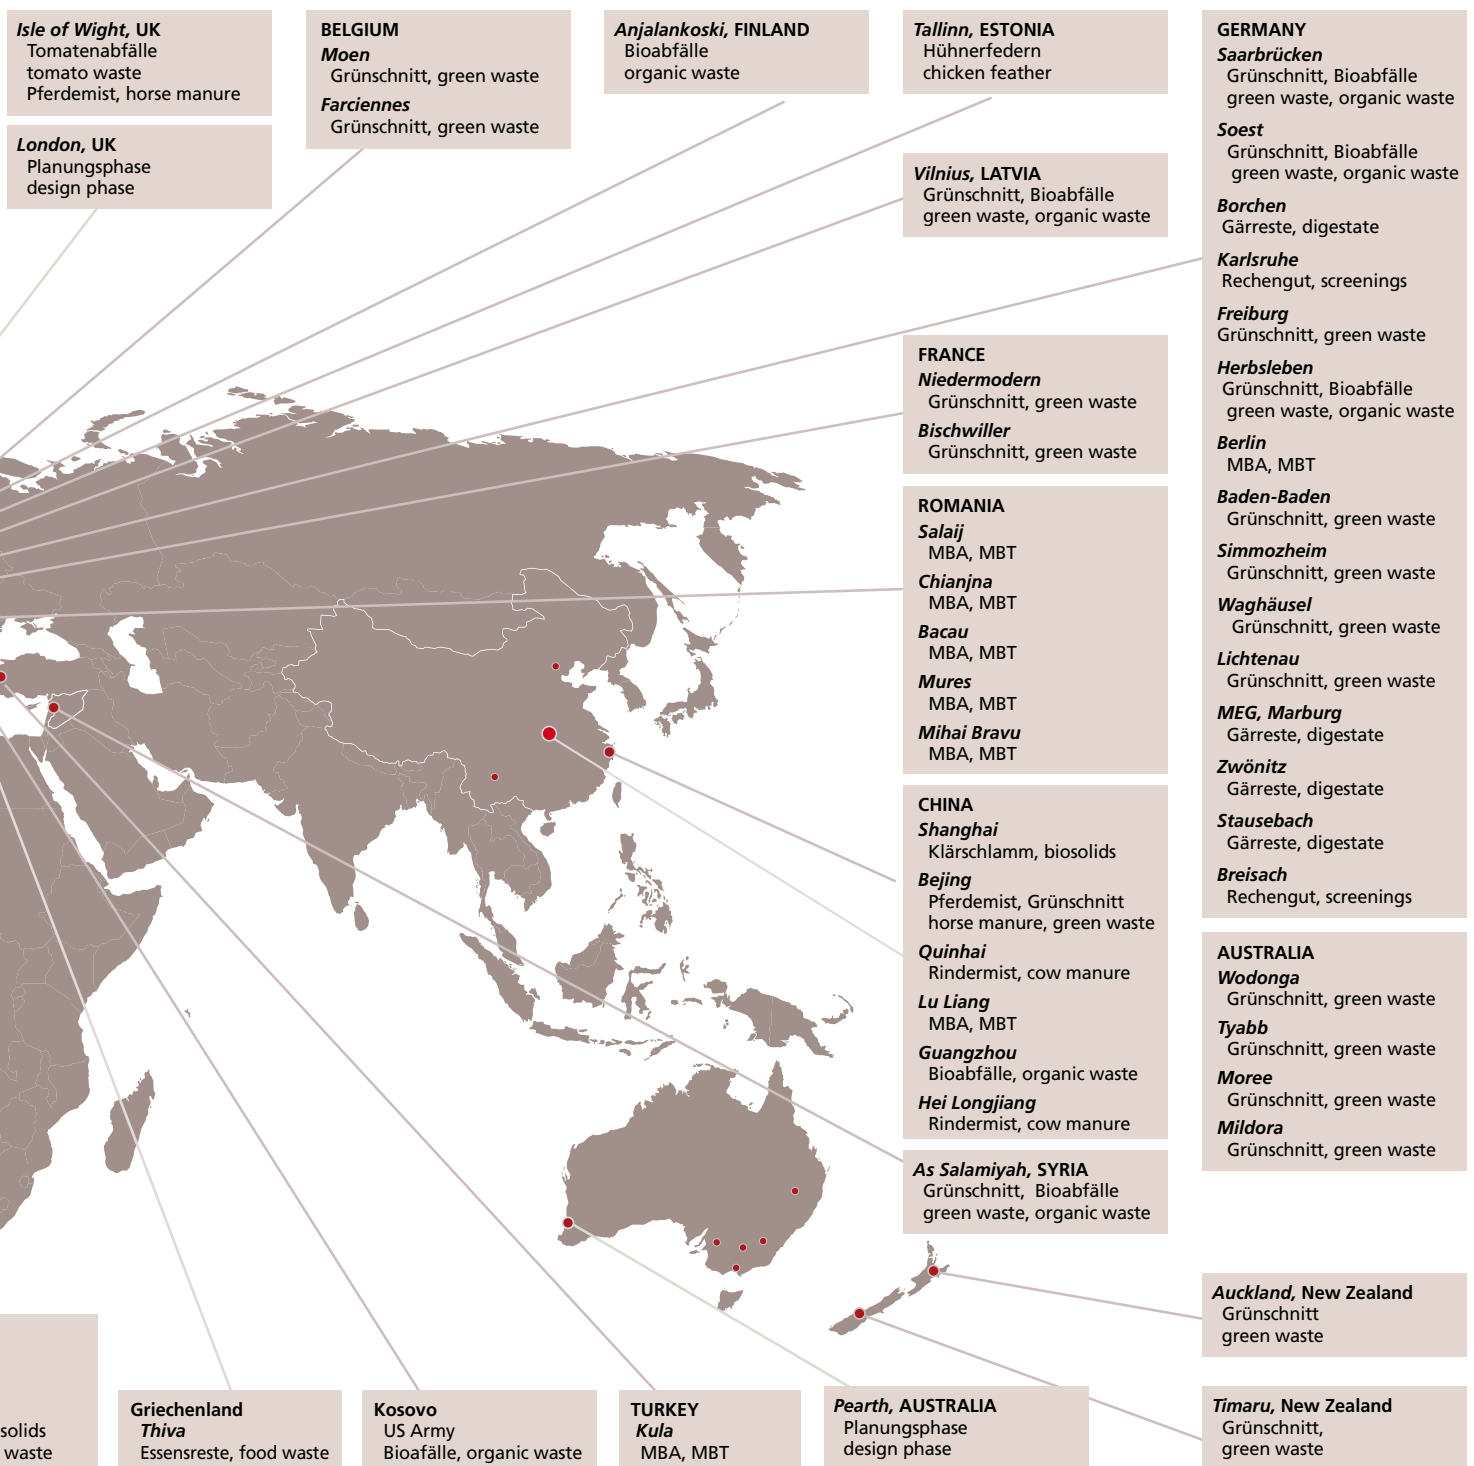 Isle of Wight, UK
Tomatenabfälle
tomato waste
Pferdemist, horse manure
London, UK
Planungsphase
design phase
BELGIUM
Moen
Grünschnitt, green waste
Farciennes
Grünschnitt, green waste
Anjalankoski, FINLAND
Bioabfälle
organic waste
Tallinn, ESTONIA
Hühnerfedern
chicken feather
Vilnius, LATVIA
Grünschnitt, Bioabfälle
green waste, organic waste
FRANCE
Niedermodern
Grünschnitt, green waste
Bischwiller
Grünschnitt, green waste
ROMANIA
Salaij
MBA, MBT
Chianjna
MBA, MBT
Bacau
MBA, MBT
Mures
MBA, MBT
Mihai Bravu
MBA, MBT
CHINA
Shanghai
Klärschlamm, biosolids
Bejing
Pferdemist, Grünschnitt
horse manure, green waste
Quinhai
Rindermist, cow manure
Lu Liang
MBA, MBT
Guangzhou
Bioabfälle, organic waste
Hei Longjiang
Rindermist, cow manure
As Salamiyah, SYRIA
Grünschnitt, Bioabfälle
green waste, organic waste
GERMANY
Saarbrücken
Grünschnitt, Bioabfälle
green waste, organic waste
Soest
Grünschnitt, Bioabfälle
green waste, organic waste
Borchen
Gärreste, digestate
Karlsruhe
Rechengut, screenings
Freiburg
Grünschnitt, green waste
Herbsleben
Grünschnitt, Bioabfälle
green waste, organic waste
Berlin
MBA, MBT
Baden-Baden
Grünschnitt, green waste
Simmozheim
Grünschnitt, green waste
Waghäusel
Grünschnitt, green waste
Lichtenau
Grünschnitt, green waste
MEG, Marburg
Gärreste, digestate
Zwönitz
Gärreste, digestate
Stausebach
Gärreste, digestate
Breisach
Rechengut, screenings
AUSTRALIA
Wodonga
Grünschnitt, green waste
Tyabb
Grünschnitt, green waste
Moree
Grünschnitt, green waste
Mildora
Grünschnitt, green waste
Auckland, New Zealand
Grünschnitt
green waste
solids
waste
Griechenland
Thiva
Essensreste, food waste
Kosovo
US Army
Bioafälle, organic waste
TURKEY
Kula
MBA, MBT
Pearth, AUSTRALIA
Planungsphase
design phase
Timaru, New Zealand
Grünschnitt,
green waste